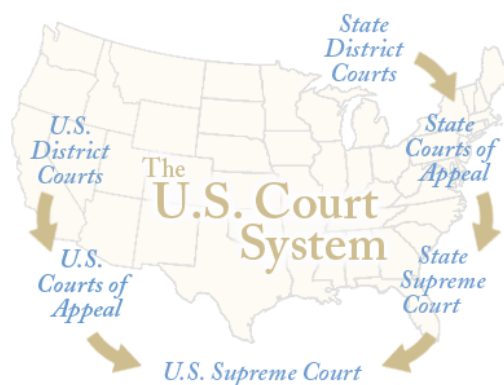 State
District
Courts
U.S.
District
Courts
State
Courts of
Appeal
The
U.S. Court
System
U.S.
Courts of
Appeal
State
Supreme
Court
U.S. Supreme Court